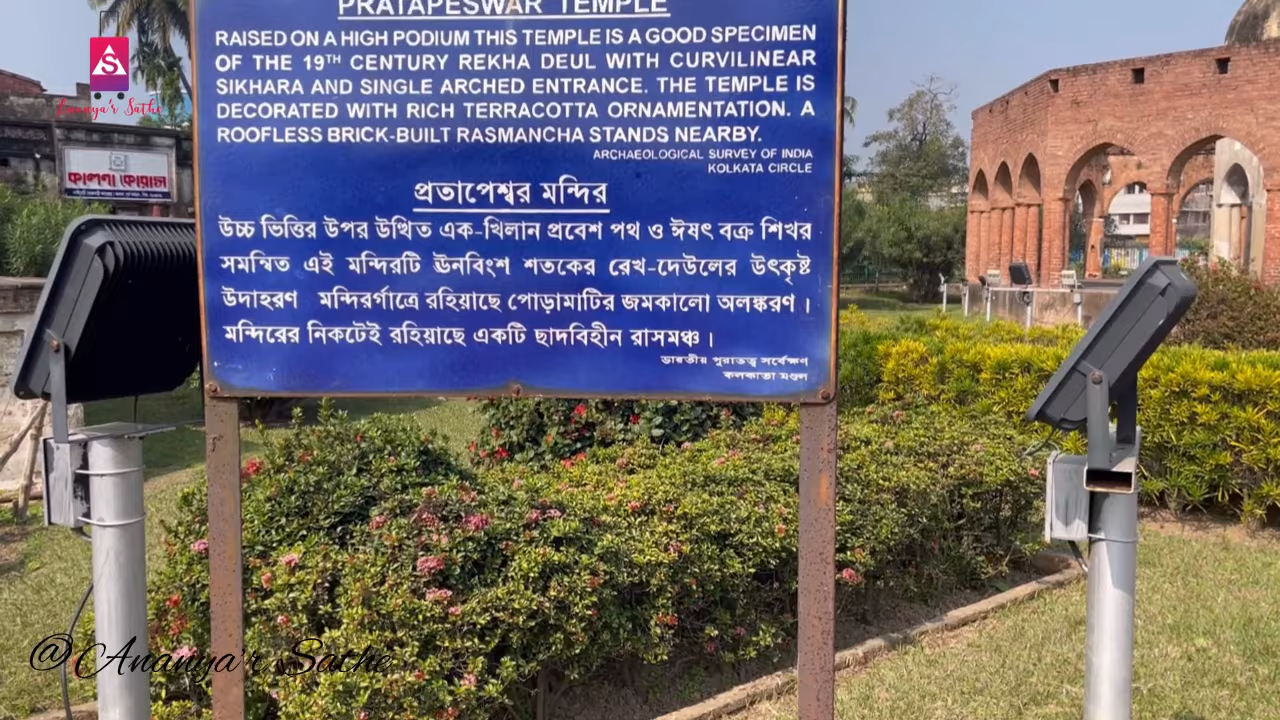 PRATAPESWAR TEMPLE
RAISED ON A HIGH PODIUM THIS TEMPLE IS A GOOD SPECIMEN
OF THE 19TH CENTURY REKHA DEUL WITH CURVILINEAR
SIKHARA AND SINGLE ARCHED ENTRANCE. THE TEMPLE IS
DECORATED WITH RICH TERRACOTTA ORNAMENTATION. A
ROOFLESS BRICK-BUILT RASMANCHA STANDS NEARBY.
ARCHAEOLOGICAL SURVEY OF INDIA
KOLKATA CIRCLE
প্রতাপেশ্বর মন্দির
উচ্চ ভিত্তির উপর উত্থিত এক-খিলান প্রবেশ পথ ও ঈষৎ বক্র শিখর
সমন্বিত এই মন্দিরটি ঊনবিংশ শতকের রেখ-দেউলের উৎকৃষ্ট
উদাহরণ মন্দিরগাত্রে রহিয়াছে পোড়ামাটির জমকালো অলঙ্করণ।
মন্দিরের নিকটেই রহিয়াছে একটি ছাদবিহীন রাসমঞ্চ।
ভারতীয় পুরাতত্ত্ব সর্বেক্ষণ
কলকাতা মণ্ডল
S
Ananya'r Sathe
@Ananya'r Sathe